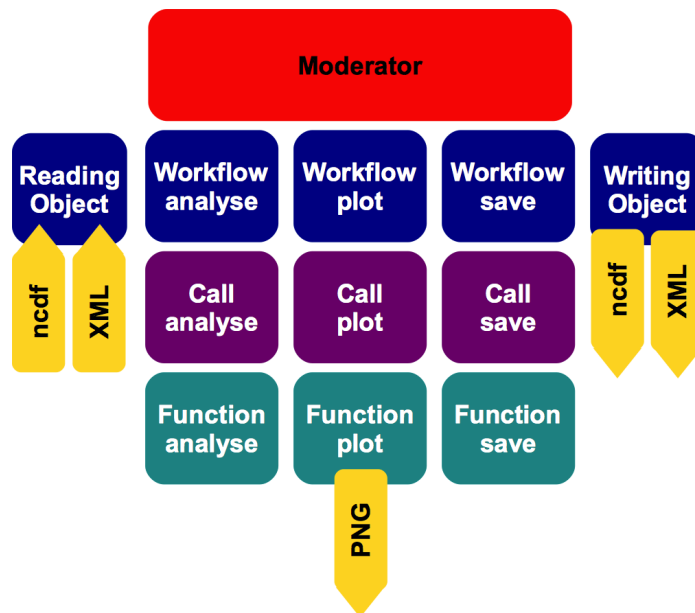 Moderator
Reading
Object
Workflow
analyse
Workflow
plot
Workflow
save
Writing
Object
ncdf
XML
Call
analyse
Call
plot
Call
save
ncdf
XML
Function
analyse
Function
plot
Function
save
PNG